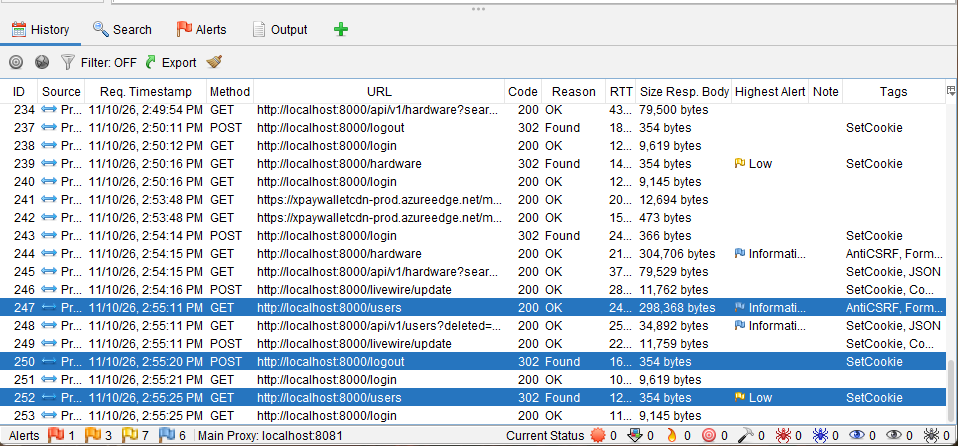 History Search Alerts Output
Filter: OFF Export
ID Source Req. Timestamp Method URL Code Reason RTT Size Resp. Body Highest Alert Note Tags
234 Pr... 11/10/26, 2:49:54 PM GET http://localhost:8000/api/v1/hardware?sear... 200 OK 43... 79,500 bytes
237 Pr... 11/10/26, 2:50:11 PM POST http://localhost:8000/logout 302 Found 18... 354 bytes SetCookie
238 Pr... 11/10/26, 2:50:12 PM GET http://localhost:8000/login 200 OK 12... 9,619 bytes
239 Pr... 11/10/26, 2:50:16 PM GET http://localhost:8000/hardware 302 Found 14... 354 bytes Low SetCookie
240 Pr... 11/10/26, 2:50:16 PM GET http://localhost:8000/login 200 OK 12... 9,145 bytes
241 Pr... 11/10/26, 2:53:48 PM GET https://xpaywalletcdn-prod.azureedge.net/m... 200 OK 20... 12,694 bytes
242 Pr... 11/10/26, 2:53:48 PM GET https://xpaywalletcdn-prod.azureedge.net/m... 200 OK 15... 473 bytes
243 Pr... 11/10/26, 2:54:14 PM POST http://localhost:8000/login 302 Found 24... 366 bytes SetCookie
244 Pr... 11/10/26, 2:54:15 PM GET http://localhost:8000/hardware 200 OK 21... 304,706 bytes Informati... AntiCSRF, Form...
245 Pr... 11/10/26, 2:54:15 PM GET http://localhost:8000/api/v1/hardware?sear... 200 OK 37... 79,529 bytes SetCookie, JSON
246 Pr... 11/10/26, 2:54:16 PM POST http://localhost:8000/livewire/update 200 OK 28... 11,762 bytes SetCookie, Co...
247 Pr... 11/10/26, 2:55:11 PM GET http://localhost:8000/users 200 OK 24... 298,368 bytes Informati... AntiCSRF, Form...
248 Pr... 11/10/26, 2:55:11 PM GET http://localhost:8000/api/v1/users?deleted=... 200 OK 25... 34,892 bytes Informati... SetCookie, JSON
249 Pr... 11/10/26, 2:55:11 PM POST http://localhost:8000/livewire/update 200 OK 22... 11,759 bytes SetCookie, Co...
250 Pr... 11/10/26, 2:55:20 PM POST http://localhost:8000/logout 302 Found 16... 354 bytes SetCookie
251 Pr... 11/10/26, 2:55:21 PM GET http://localhost:8000/login 200 OK 10... 9,619 bytes
252 Pr... 11/10/26, 2:55:25 PM GET http://localhost:8000/users 302 Found 12... 354 bytes Low SetCookie
253 Pr... 11/10/26, 2:55:25 PM GET http://localhost:8000/login 200 OK 11... 9,145 bytes
Alerts 1 3 7 6 Main Proxy: localhost:8081 Current Status 0 0 0 0 0 0 0 0 0 0